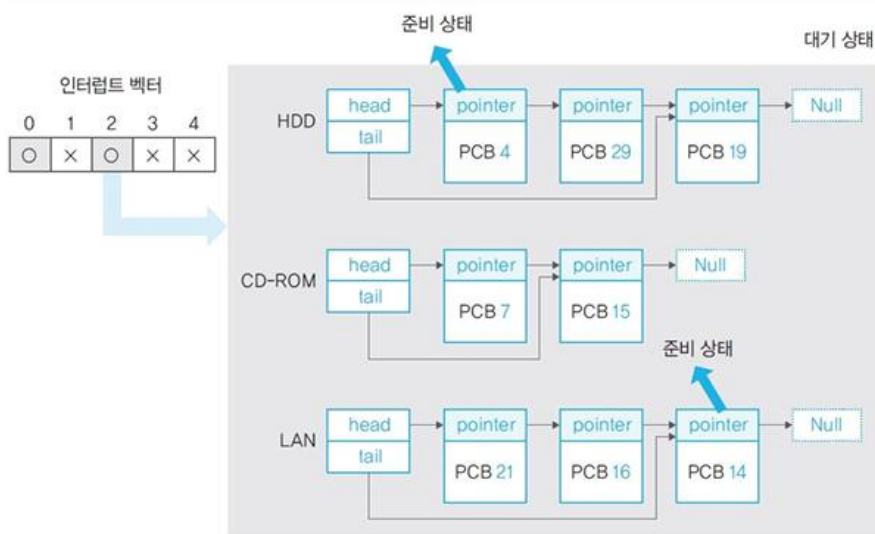 준비 상태
대기 상태
인터럽트 벡터
0 1 2 3 4
○ × ○ × ×
HDD
head
tail
pointer
PCB 4
pointer
PCB 29
pointer
PCB 19
Null
CD-ROM
head
tail
pointer
PCB 7
pointer
PCB 15
Null
준비 상태
LAN
head
tail
pointer
PCB 21
pointer
PCB 16
pointer
PCB 14
Null